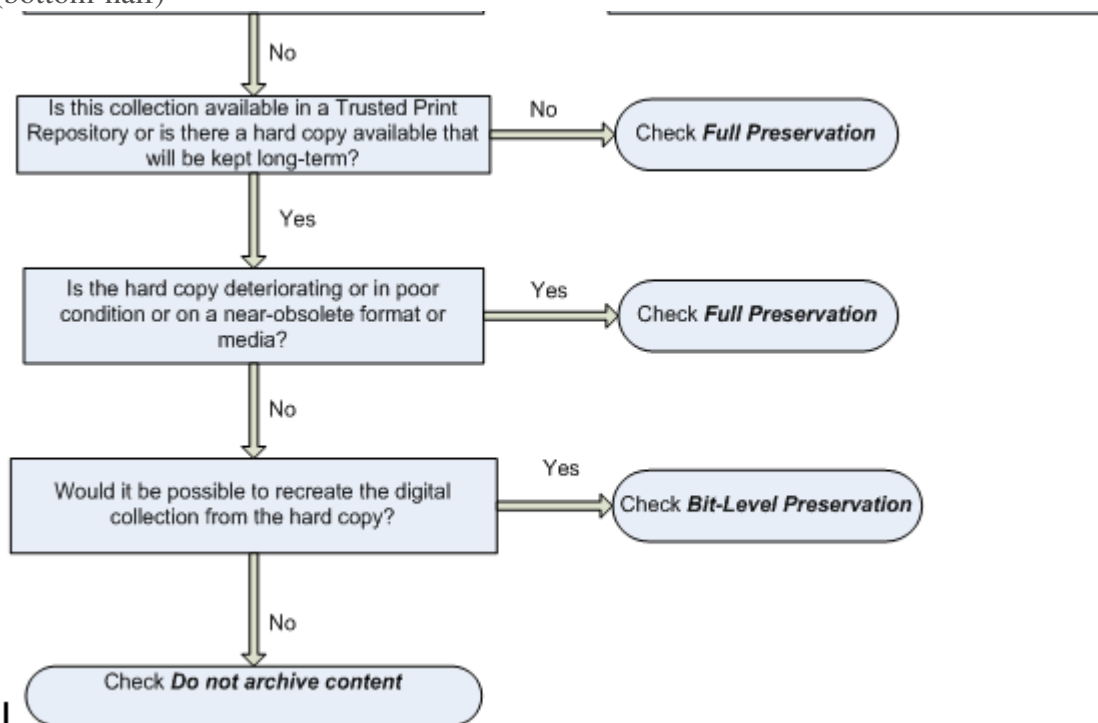 (bottom half)
No
Is this collection available in a Trusted Print
Repository or is there a hard copy available that
will be kept long-term?
No
Check Full Preservation
Yes
Is the hard copy deteriorating or in poor
condition or on a near-obsolete format or
media?
Yes
Check Full Preservation
No
Would it be possible to recreate the digital
collection from the hard copy?
Yes
Check Bit-Level Preservation
No
Check Do not archive content